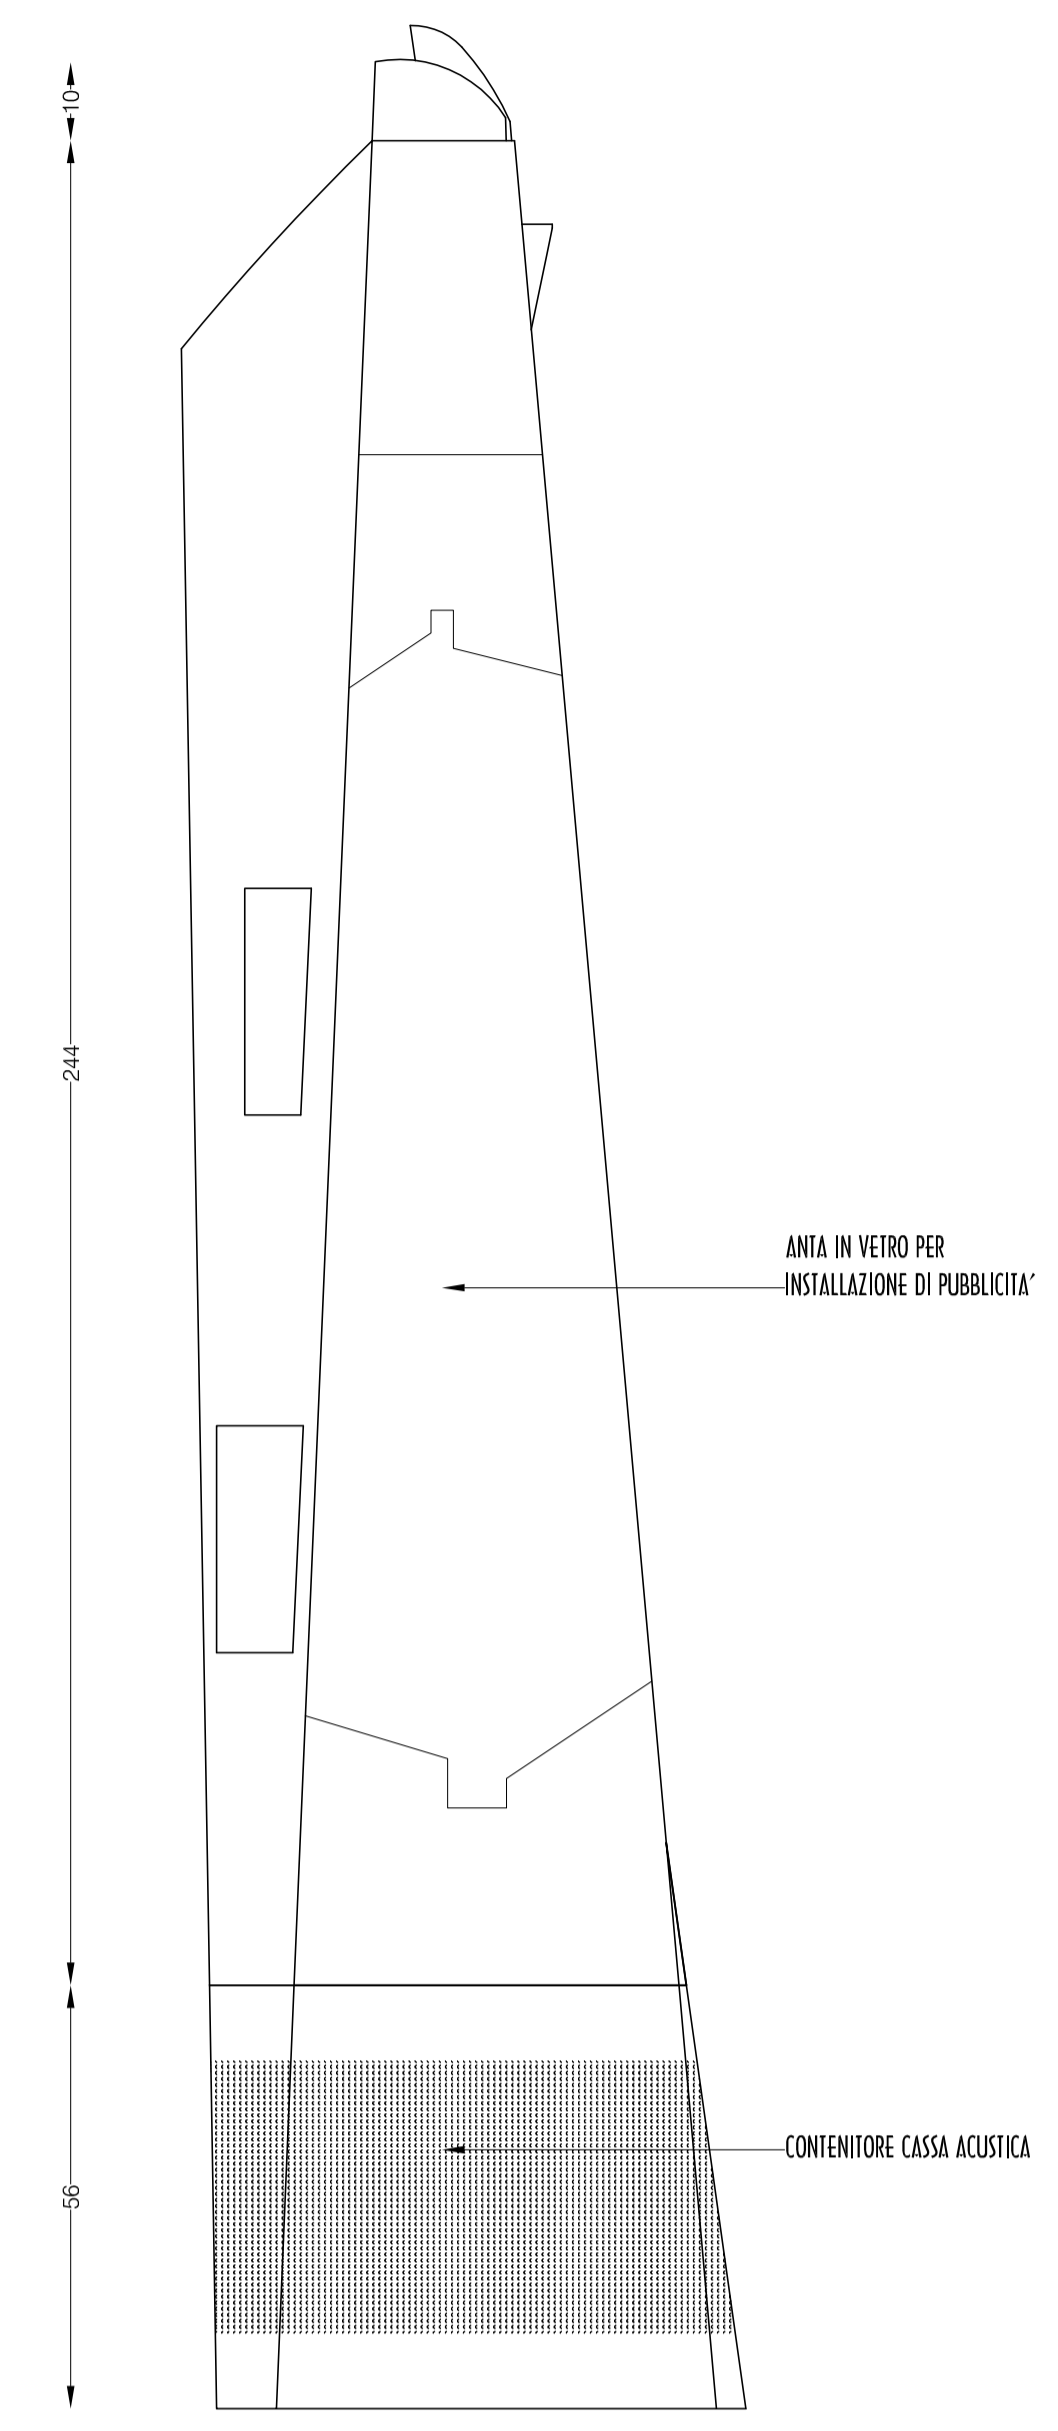 10
244
ANTA IN VETRO PER
INSTALLAZIONE DI PUBBLICITA´
CONTENITORE CASSA ACUSTICA
56